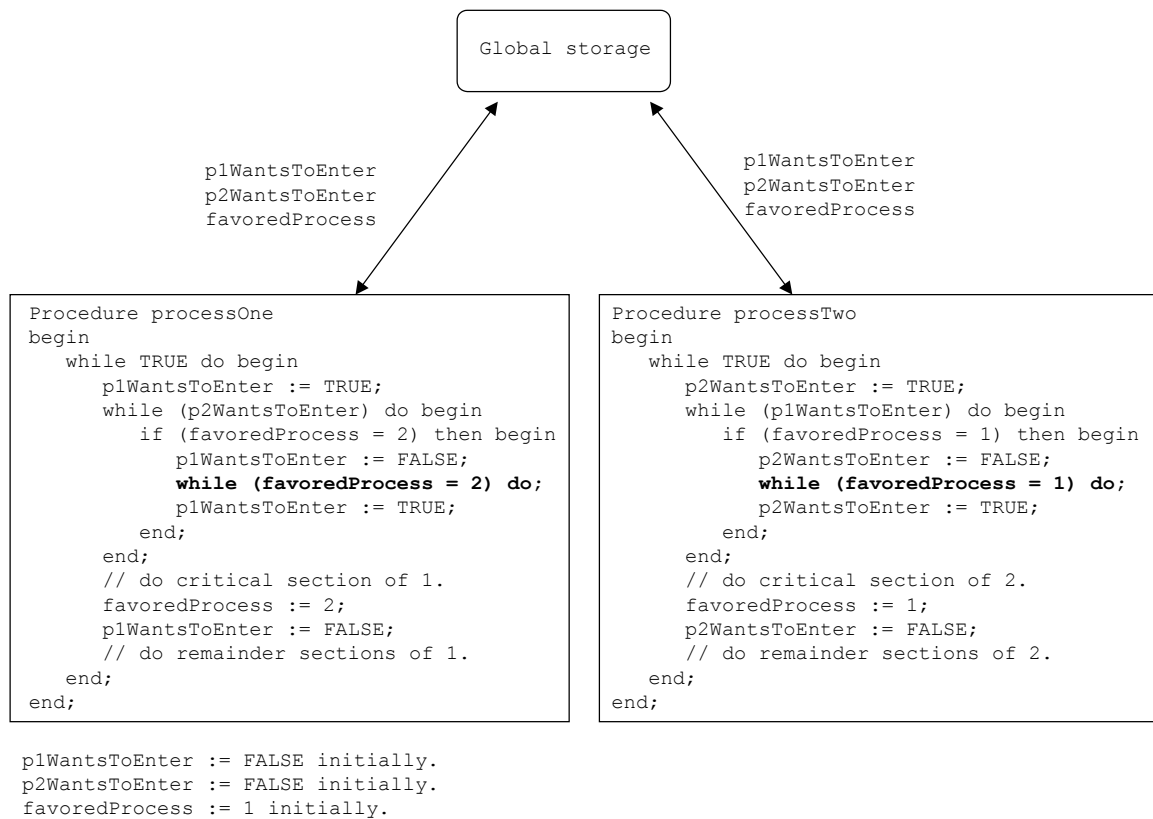 Global storage
p1WantsToEnter
p2WantsToEnter
favoredProcess
p1WantsToEnter
p2WantsToEnter
favoredProcess
Procedure processOne
begin
while TRUE do begin
p1WantsToEnter := TRUE;
while (p2WantsToEnter) do begin
if (favoredProcess = 2) then begin
p1WantsToEnter := FALSE;
while (favoredProcess = 2) do;
p1WantsToEnter := TRUE;
end;
end;
// do critical section of 1.
favoredProcess := 2;
p1WantsToEnter := FALSE;
// do remainder sections of 1.
end;
end;
Procedure processTwo
begin
while TRUE do begin
p2WantsToEnter := TRUE;
while (p1WantsToEnter) do begin
if (favoredProcess = 1) then begin
p2WantsToEnter := FALSE;
while (favoredProcess = 1) do;
p2WantsToEnter := TRUE;
end;
end;
// do critical section of 2.
favoredProcess := 1;
p2WantsToEnter := FALSE;
// do remainder sections of 2.
end;
end;
p1WantsToEnter := FALSE initially.
p2WantsToEnter := FALSE initially.
favoredProcess := 1 initially.